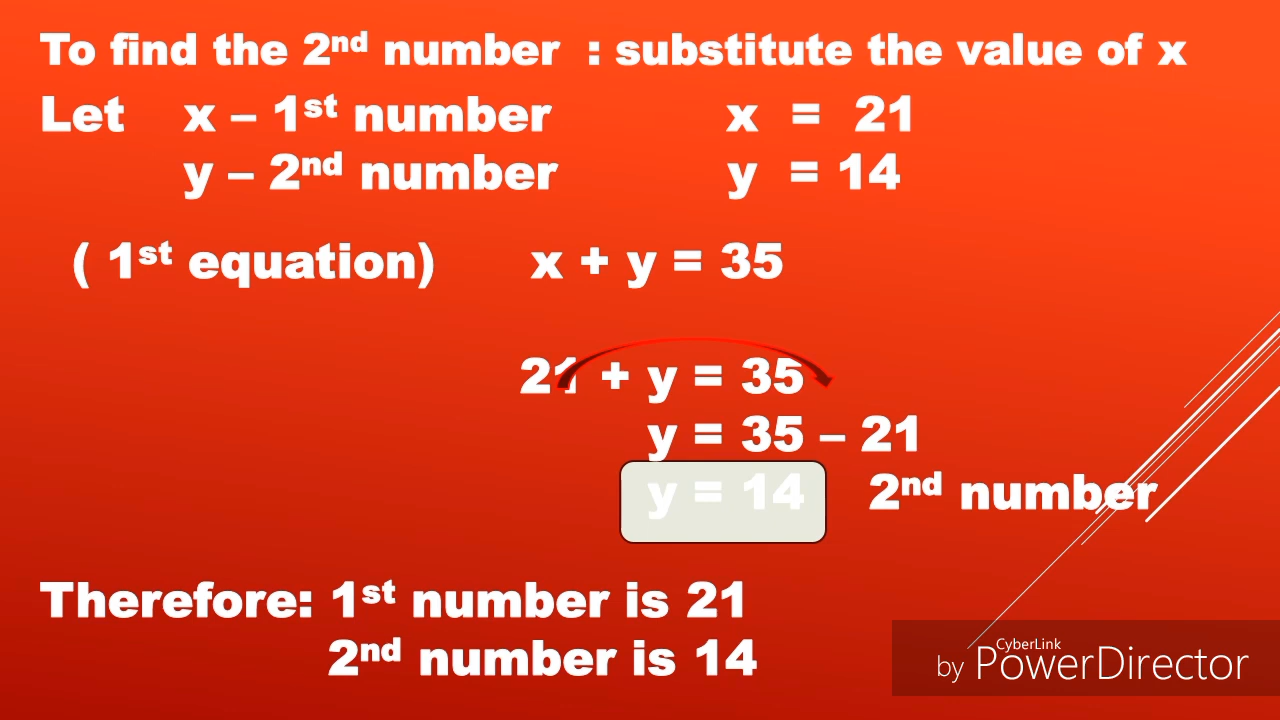 To find the 2nd number : substitute the value of x
Let x – 1st number x = 21
y – 2nd number y = 14
( 1st equation) x + y = 35
21 + y = 35
y = 35 – 21
y = 14 2nd number
Therefore: 1st number is 21
2nd number is 14
CyberLink
by PowerDirector